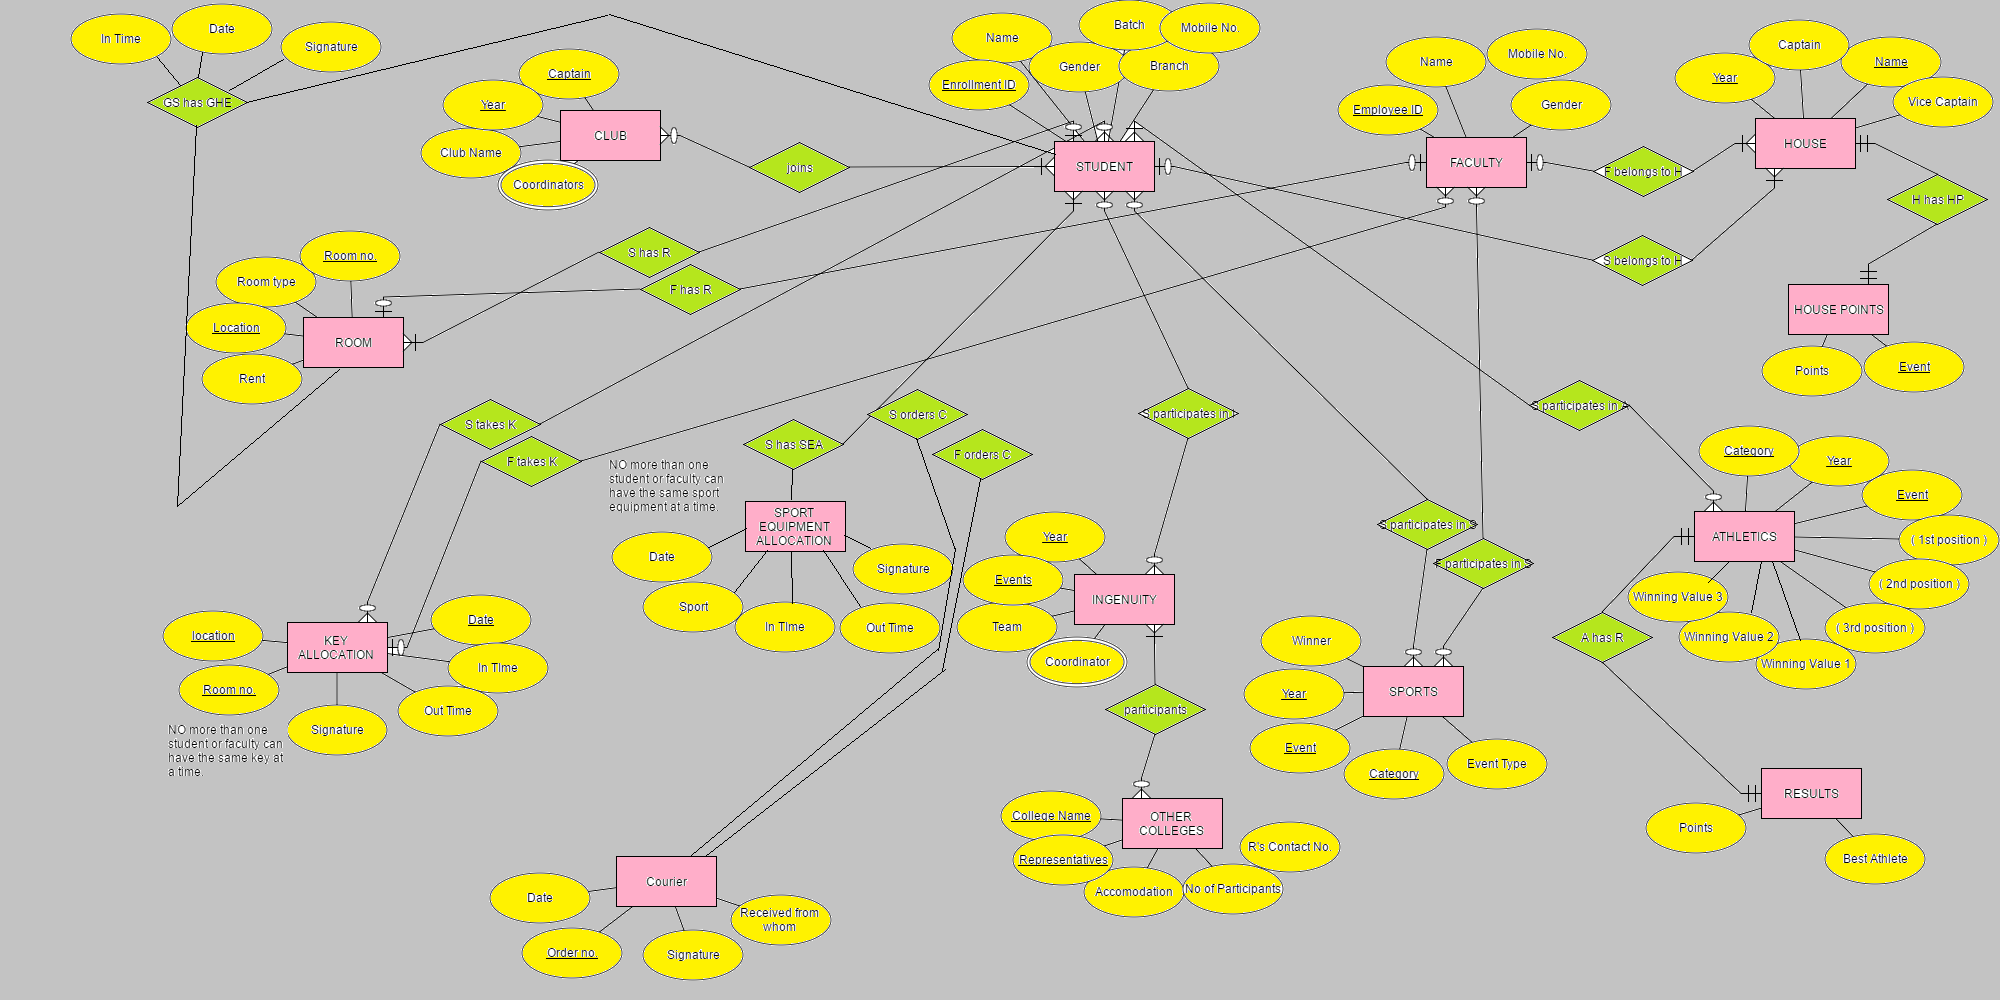 In Time
Date
Signature
GS has GHE
Captain
Year
Club Name
Coordinators
CLUB
joins
Name
Batch
Mobile No.
Gender
Branch
Enrollment ID
STUDENT
Name
Mobile No.
Employee ID
Gender
FACULTY
Captain
Year
Name
Vice Captain
HOUSE
F belongs to H
H has HP
S belongs to H
HOUSE POINTS
Points
Event
Room no.
Room type
Location
Rent
ROOM
S has R
F has R
S takes K
F takes K
NO more than one
student or faculty can
have the same sport
equipment at a time.
S has SEA
S orders C
F orders C
S participates in I
S participates in A
SPORT
EQUIPMENT
ALLOCATION
Date
Sport
In TIme
Out Time
Signature
Year
Events
Team
Coordinator
INGENUITY
S participates in S
F participates in S
Category
Year
Event
( 1st position )
( 2nd position )
( 3rd position )
Winning Value 3
Winning Value 2
Winning Value 1
ATHLETICS
A has R
location
Room no.
Signature
Date
In TIme
Out Time
KEY
ALLOCATION
NO more than one
student or faculty can
have the same key at
a time.
participants
Winner
Year
Event
Category
Event Type
SPORTS
RESULTS
Points
Best Athlete
College Name
Representatives
Accomodation
No of Participants
R's Contact No.
OTHER
COLLEGES
Courier
Date
Order no.
Signature
Received from
whom